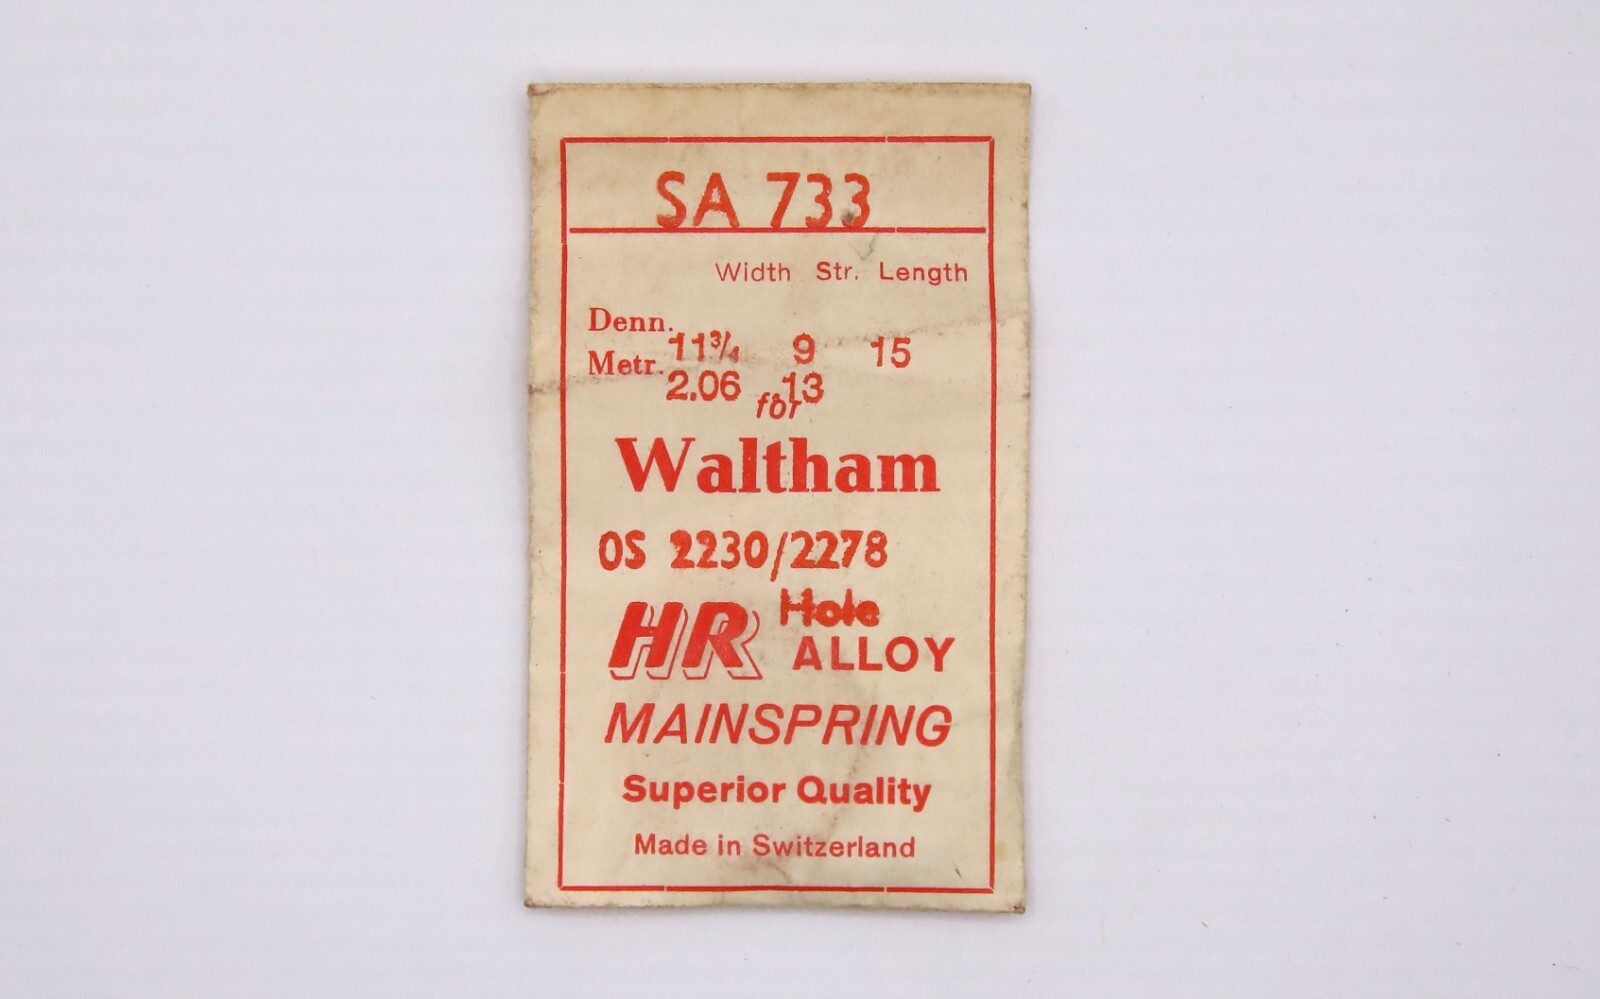 SA 733
Width Str. Length
Denn. 11¾ 9 15
Metr. 2.06 .13
for
Waltham
OS 2230/2278
HR Hole
ALLOY
MAINSPRING
Superior Quality
Made in Switzerland